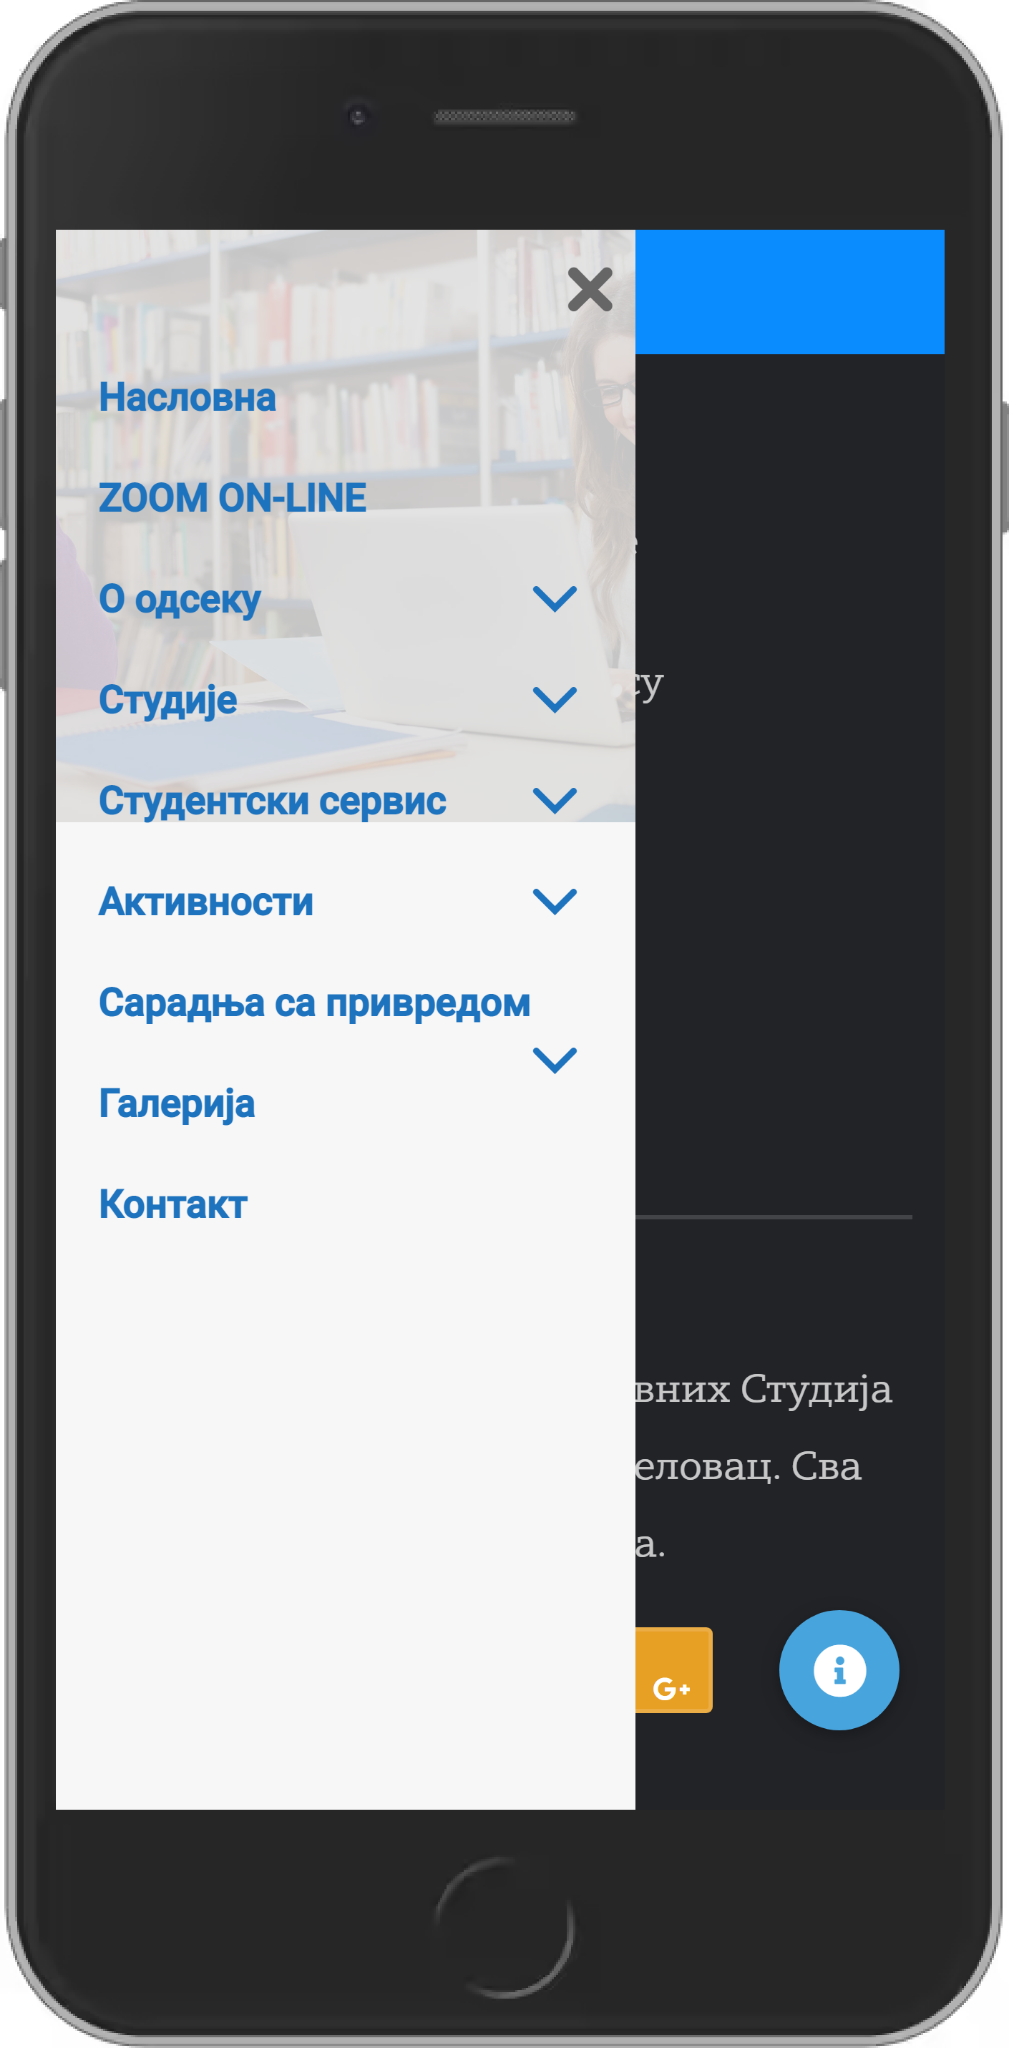 Насловна
ZOOM ON-LINE
О одсеку
Студије
Студентски сервис
Активности
Сарадња са привредом
Галерија
Контакт
вних Студија
еловац. Сва
а.
G+